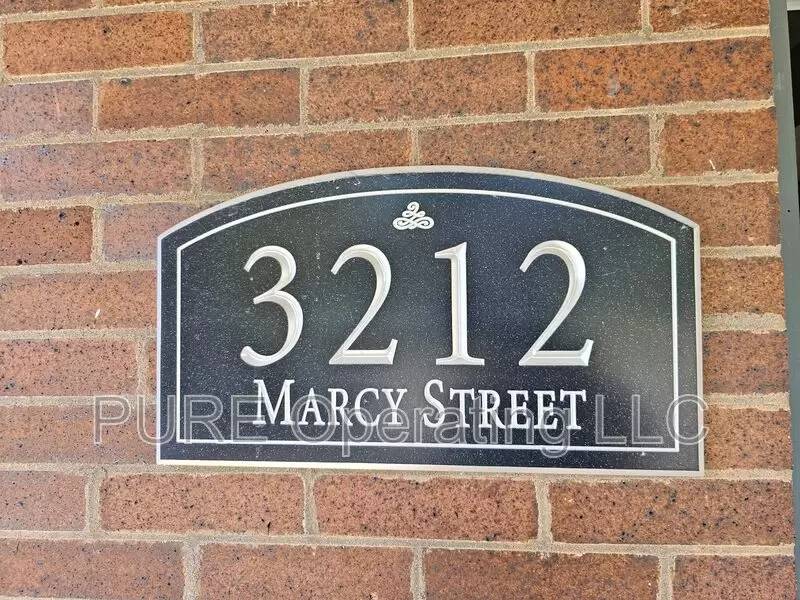 3212
MARCY STREET
PURE Operating LLC